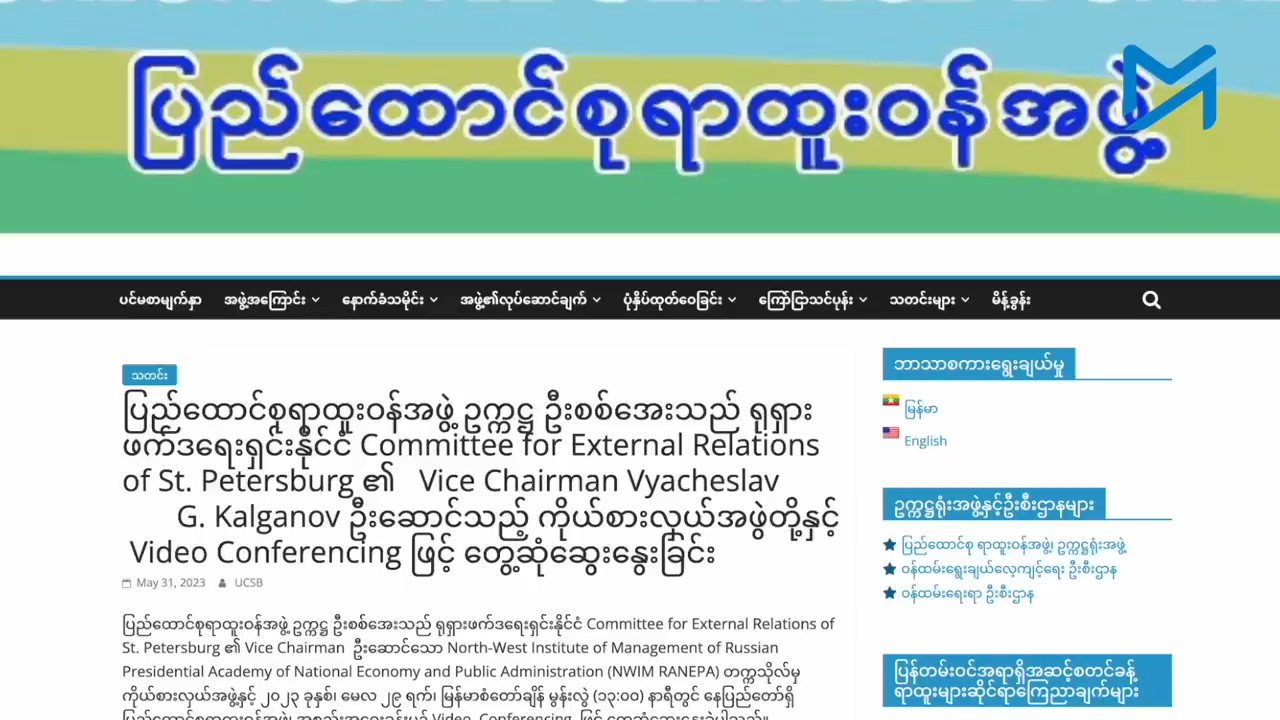 ပြည်ထောင်စုရာထူးဝန်အဖွဲ့
ပင်မစာမျက်နှာ အဖွဲ့အကြောင်း နောက်ခံသမိုင်း အဖွဲ့၏လုပ်ဆောင်ချက် ပုံနှိပ်ထုတ်ဝေခြင်း ကြော်ငြာသင်ပုန်း သတင်းများ မိန့်ခွန်း
သတင်း
ပြည်ထောင်စုရာထူးဝန်အဖွဲ့ ဥက္ကဋ္ဌ ဦးစစ်အေးသည် ရုရှား
ဖက်ဒရေးရှင်းနိုင်ငံ Committee for External Relations
of St. Petersburg ၏ Vice Chairman Vyacheslav
G. Kalganov ဦးဆောင်သည့် ကိုယ်စားလှယ်အဖွဲ့တို့နှင့်
Video Conferencing ဖြင့် တွေ့ဆုံဆွေးနွေးခြင်း
May 31, 2023 UCSB
ပြည်ထောင်စုရာထူးဝန်အဖွဲ့ ဥက္ကဋ္ဌ ဦးစစ်အေးသည် ရုရှားဖက်ဒရေးရှင်းနိုင်ငံ Committee for External Relations of
St. Petersburg ၏ Vice Chairman ဦးဆောင်သော North-West Institute of Management of Russian
Presidential Academy of National Economy and Public Administration (NWIM RANEPA) တက္ကသိုလ်မှ
ကိုယ်စားလှယ်အဖွဲ့နှင့် ၂၀၂၃ ခုနှစ်၊ မေလ ၂၉ ရက်၊ မြန်မာစံတော်ချိန် မွန်းလွဲ (၁၃:၀၀) နာရီတွင် နေပြည်တော်ရှိ
ဘာသာစကားရွေးချယ်မှု
မြန်မာ
English
ဥက္ကဋ္ဌရုံးအဖွဲ့နှင့်ဦးစီးဌာနများ
ပြည်ထောင်စု ရာထူးဝန်အဖွဲ့၊ ဥက္ကဋ္ဌရုံးအဖွဲ့
ဝန်ထမ်းရွေးချယ်လေ့ကျင့်ရေး ဦးစီးဌာန
ဝန်ထမ်းရေးရာ ဦးစီးဌာန
ပြန်တမ်းဝင်အရာရှိအဆင့်စတင်ခန့်
ရာထူးများဆိုင်ရာကြေညာချက်များ